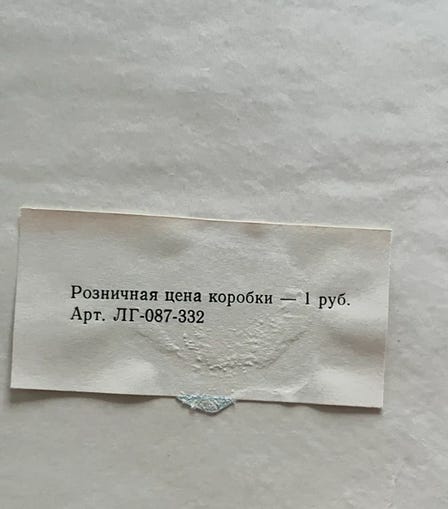 Розничная цена коробки — 1 руб.
Арт. ЛГ-087-332